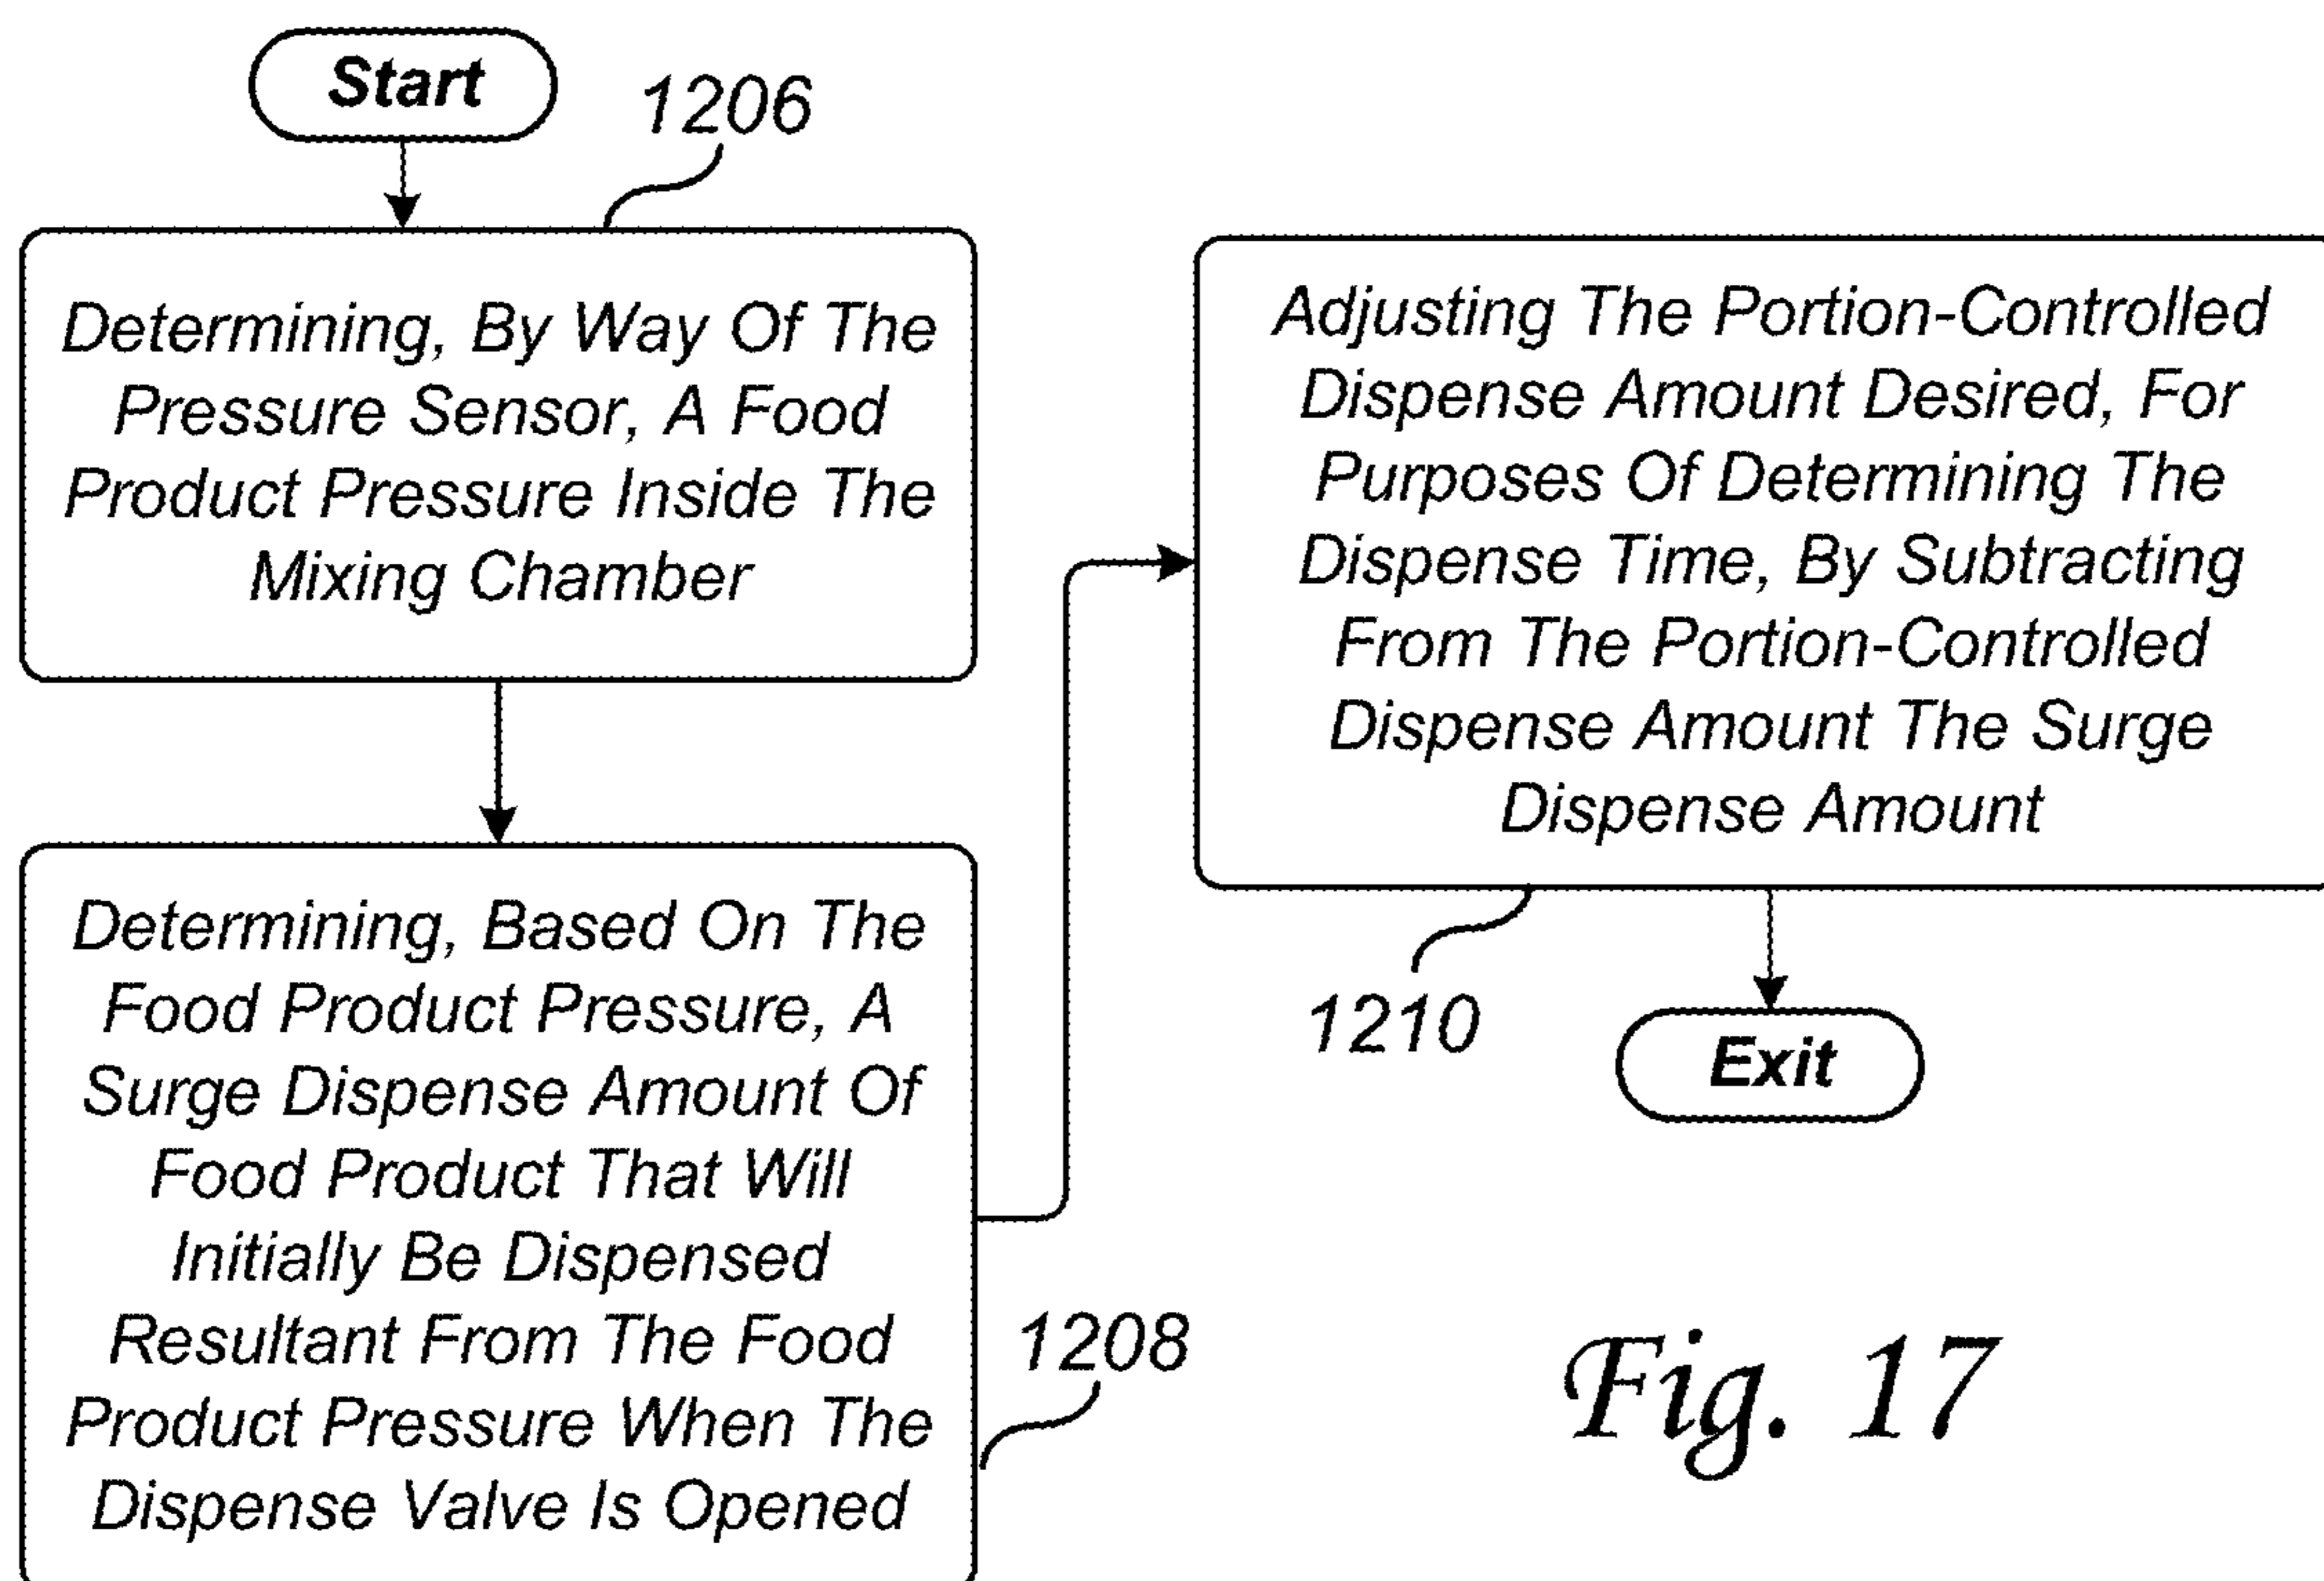 Start
1206
Determining, By Way Of The
Pressure Sensor, A Food
Product Pressure Inside The
Mixing Chamber
Determining, Based On The
Food Product Pressure, A
Surge Dispense Amount Of
Food Product That Will
Initially Be Dispensed
Resultant From The Food
Product Pressure When The
Dispense Valve Is Opened
1208
Adjusting The Portion-Controlled
Dispense Amount Desired, For
Purposes Of Determining The
Dispense Time, By Subtracting
From The Portion-Controlled
Dispense Amount The Surge
Dispense Amount
1210
Exit
Fig. 17